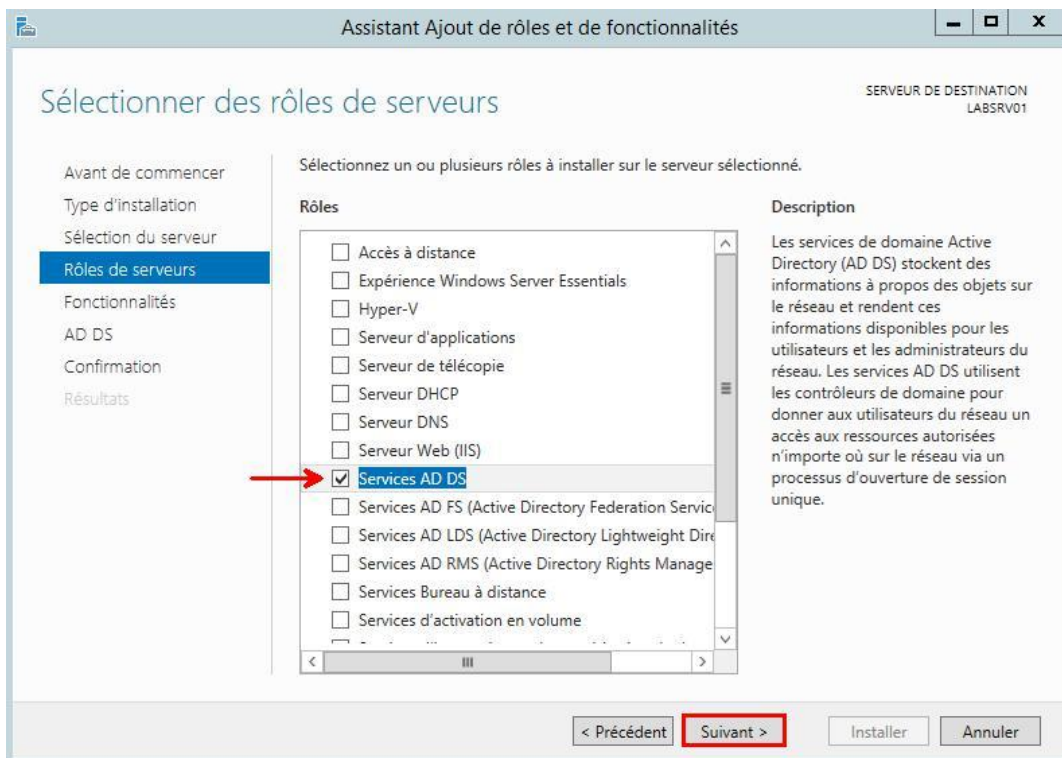 Assistant Ajout de rôles et de fonctionnalités
Sélectionner des rôles de serveurs
SERVEUR DE DESTINATION
LABSRV01
Avant de commencer
Type d'installation
Sélection du serveur
Rôles de serveurs
Fonctionnalités
AD DS
Confirmation
Résultats
Sélectionnez un ou plusieurs rôles à installer sur le serveur sélectionné.
Rôles
Accès à distance
Expérience Windows Server Essentials
Hyper-V
Serveur d'applications
Serveur de télécopie
Serveur DHCP
Serveur DNS
Serveur Web (IIS)
Services AD DS
Services AD FS (Active Directory Federation Servic
Services AD LDS (Active Directory Lightweight Dire
Services AD RMS (Active Directory Rights Manage
Services Bureau à distance
Services d'activation en volume
Description
Les services de domaine Active
Directory (AD DS) stockent des
informations à propos des objets sur
le réseau et rendent ces
informations disponibles pour les
utilisateurs et les administrateurs du
réseau. Les services AD DS utilisent
les contrôleurs de domaine pour
donner aux utilisateurs du réseau un
accès aux ressources autorisées
n'importe où sur le réseau via un
processus d'ouverture de session
unique.
< Précédent
Suivant >
Installer
Annuler